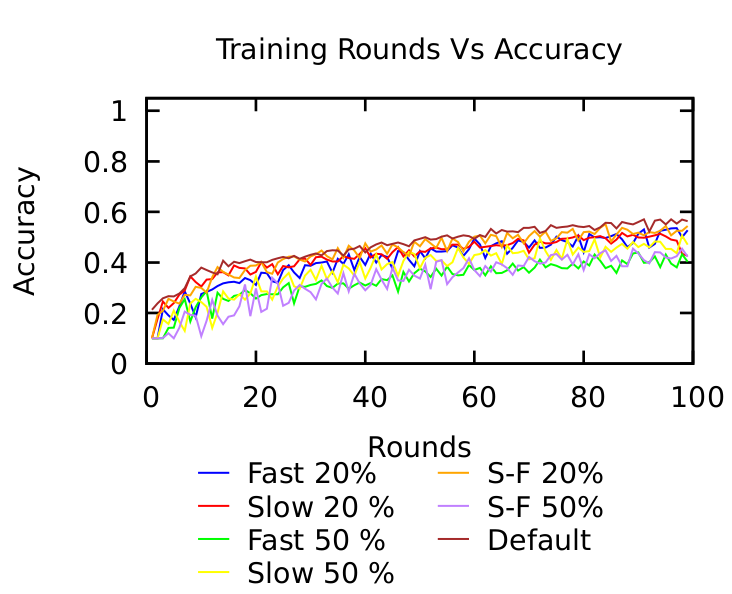 Training Rounds Vs Accuracy
1
0.8
0.6
0.4
0.2
0
Accuracy
0 20 40 60 80 100
Rounds
Fast 20% S-F 20%
Slow 20 % S-F 50%
Fast 50 % Default
Slow 50 %